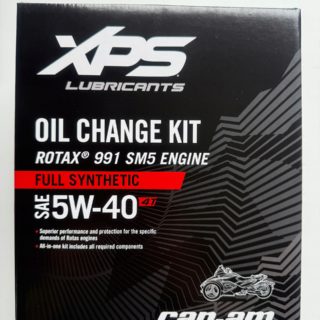 XPS
LUBRICANTS
OIL CHANGE KIT
ROTAX® 991 SM5 ENGINE
FULL SYNTHETIC
SAE 5W-40 4T
• Superior performance and protection for the specific
demands of Rotax engines
• All-in-one kit includes all required components
can-am